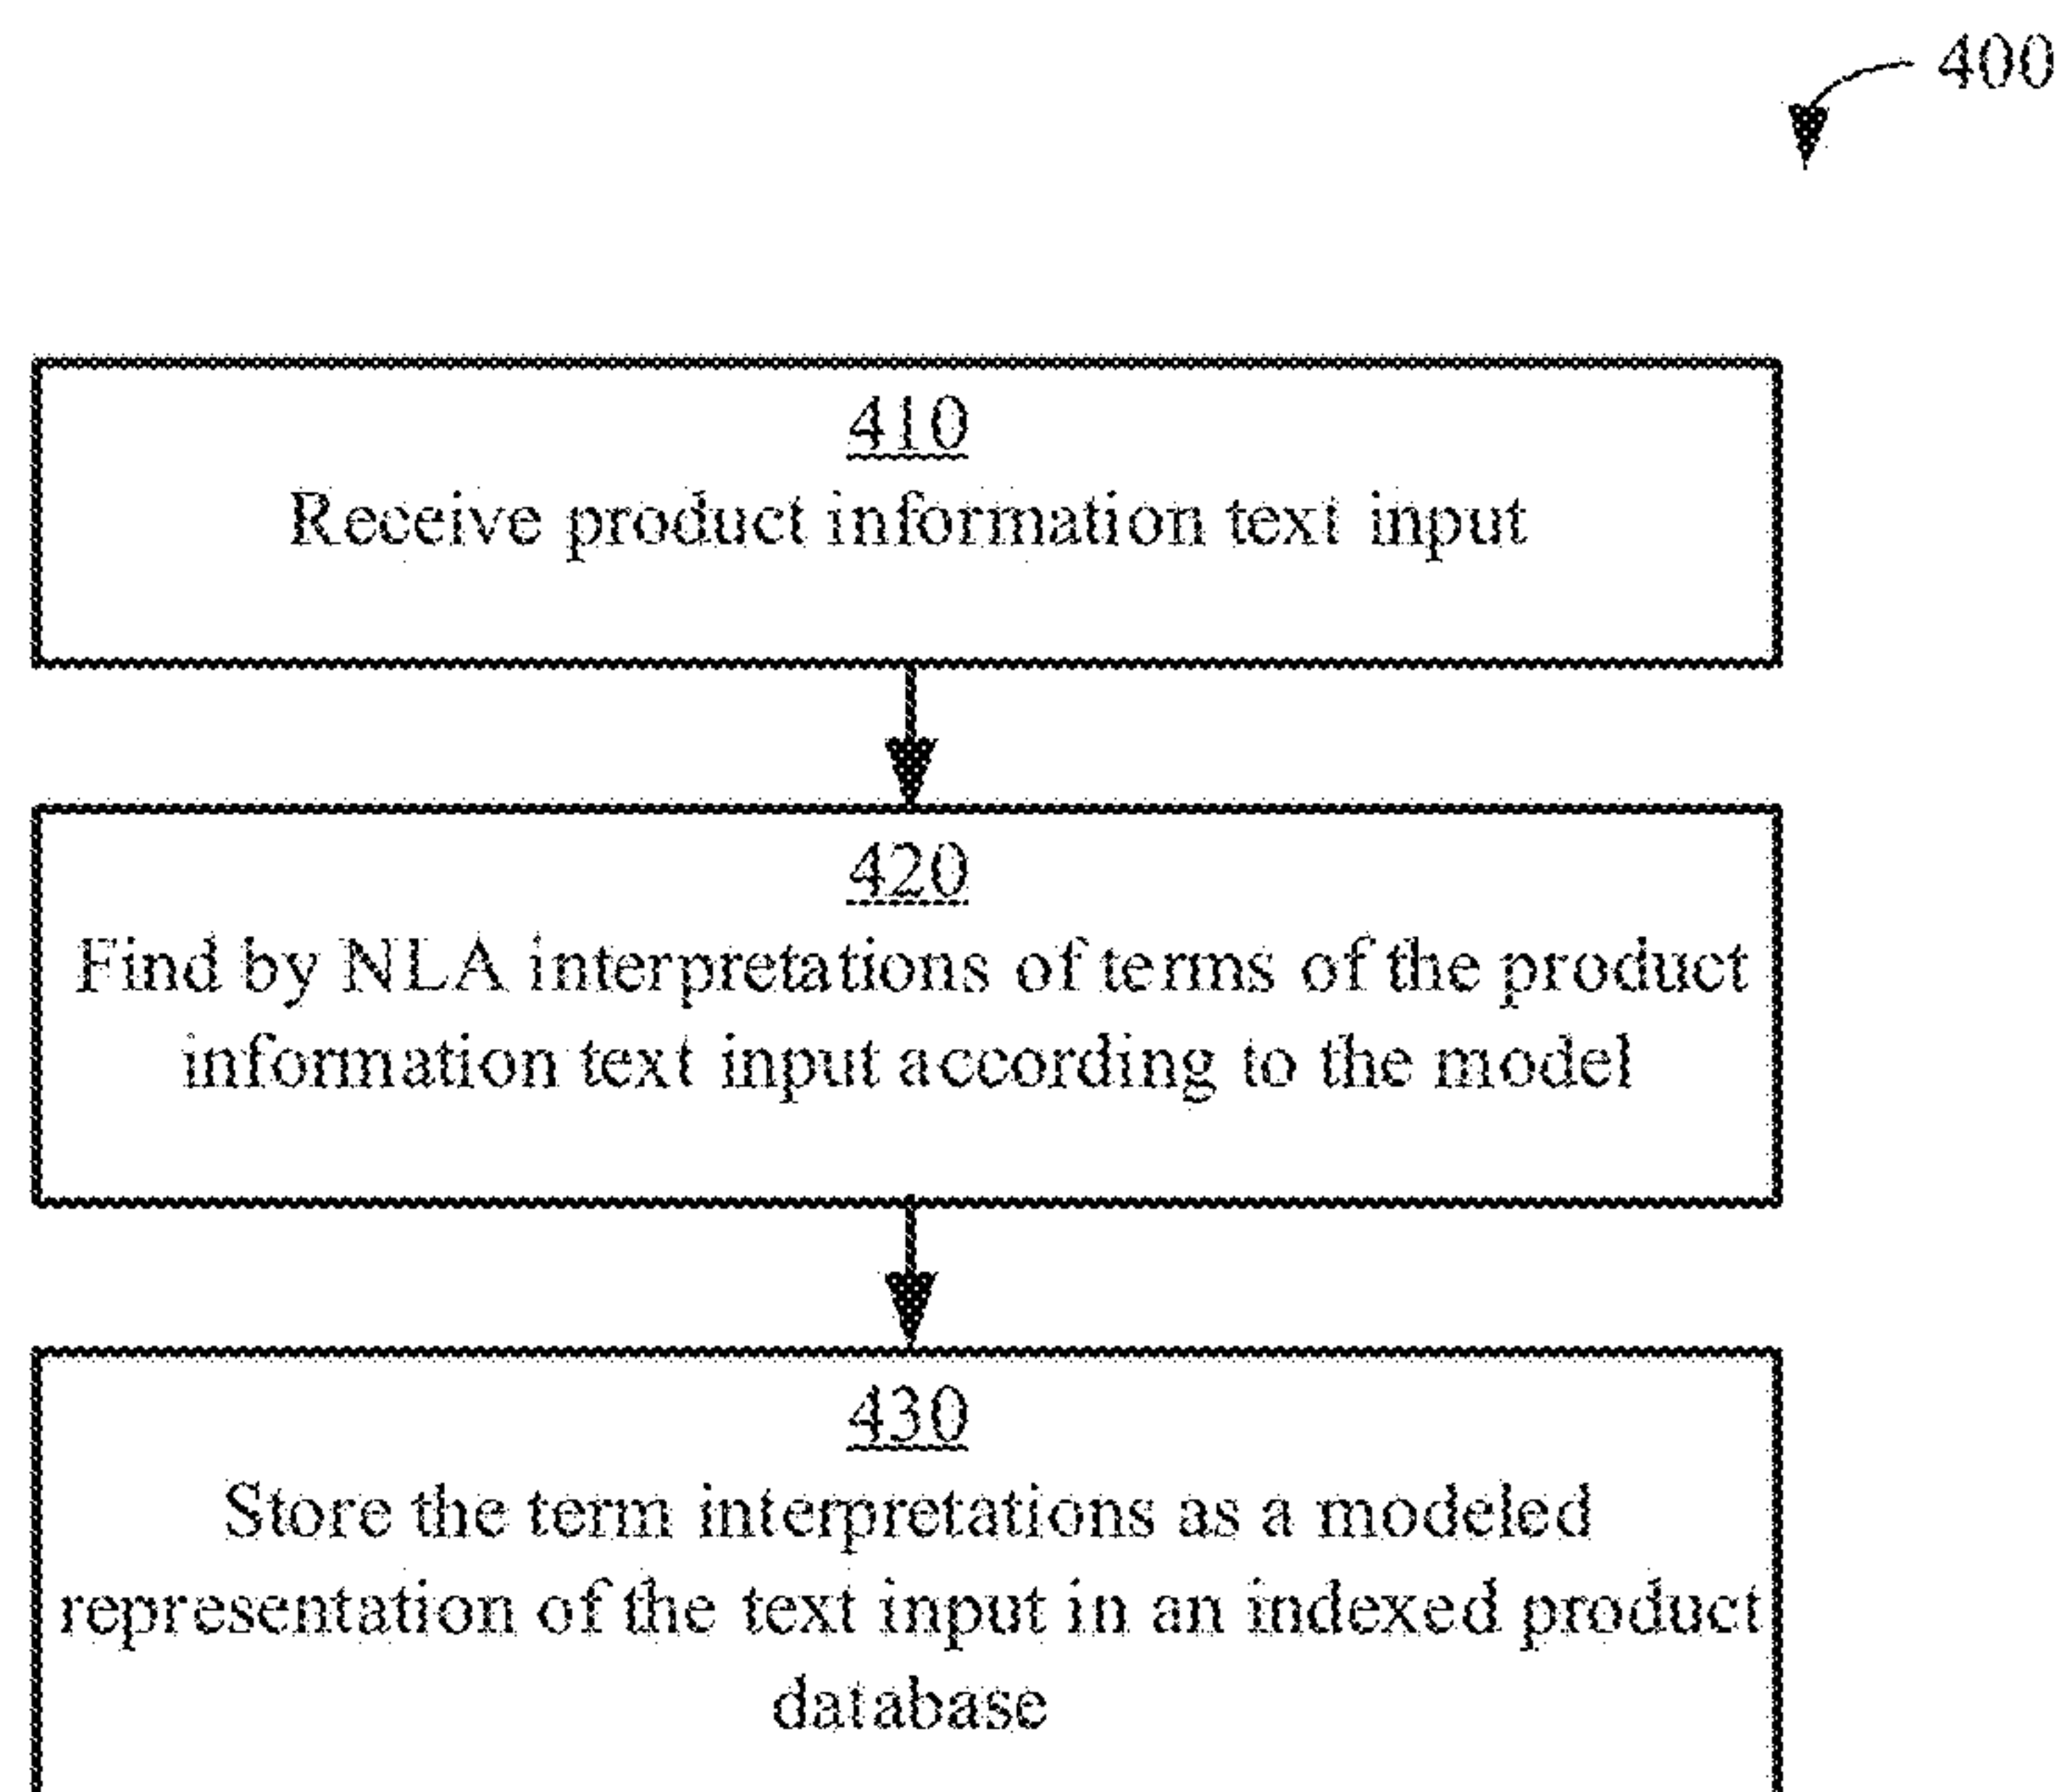 400
410
Receive product information text input
420
Find by NLA interpretations of terms of the product
information text input according to the model
430
Store the term interpretations as a modeled
representation of the text input in an indexed product
database